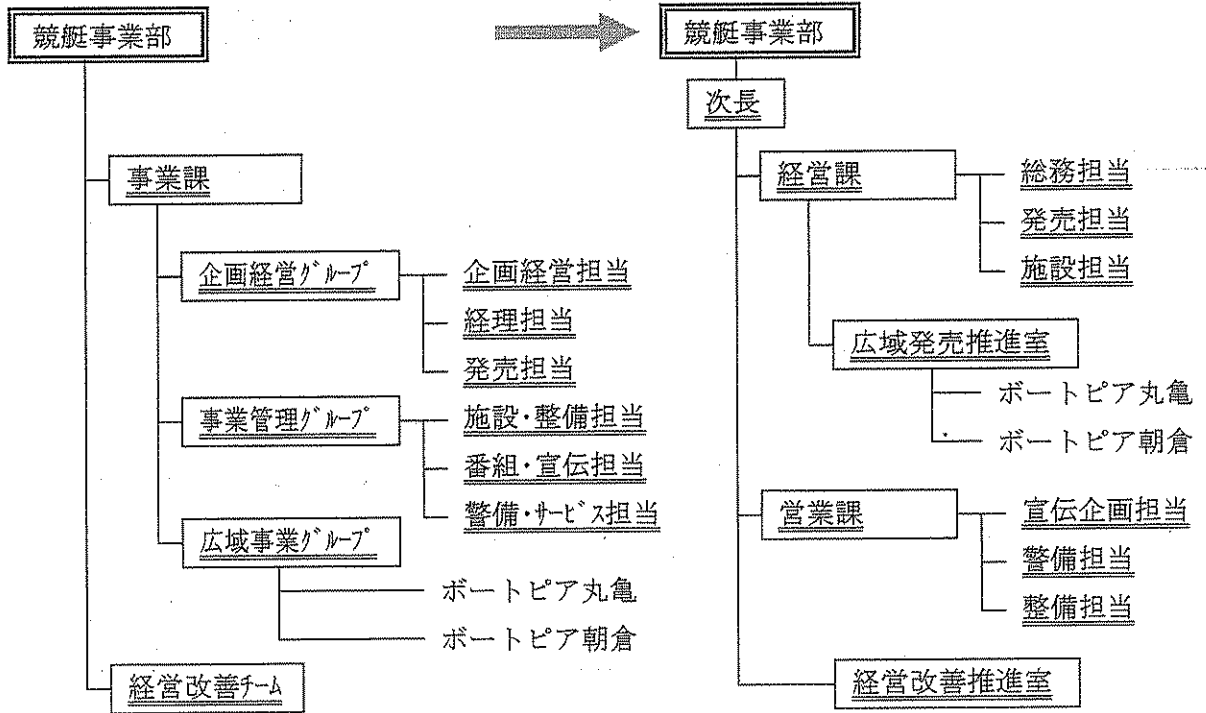 競艇事業部
事業課
企画経営ｸﾞﾙｰﾌﾟ
企画経営担当
経理担当
発売担当
事業管理ｸﾞﾙｰﾌﾟ
施設・整備担当
番組・宣伝担当
警備・ｻｰﾋﾞｽ担当
広域事業ｸﾞﾙｰﾌﾟ
ボートピア丸亀
ボートピア朝倉
経営改善ﾁｰﾑ
競艇事業部
次長
経営課
総務担当
発売担当
施設担当
広域発売推進室
ボートピア丸亀
ボートピア朝倉
営業課
宣伝企画担当
警備担当
整備担当
経営改善推進室